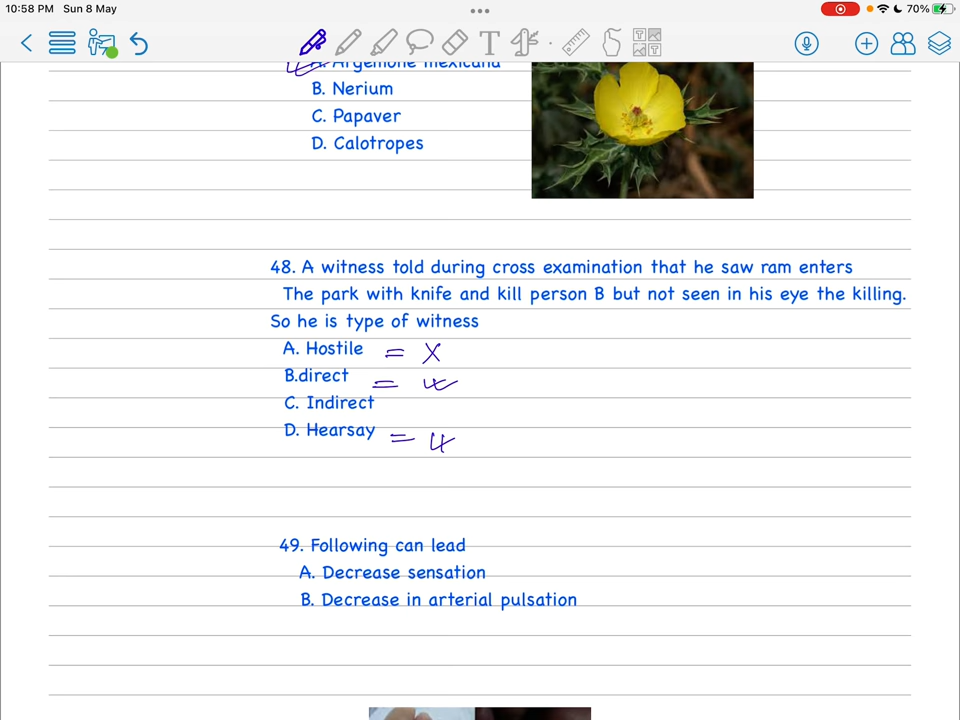 10:58 PM Sun 8 May
70%
T
A. Argemone mexicana
B. Nerium
C. Papaver
D. Calotropes
48. A witness told during cross examination that he saw ram enters
The park with knife and kill person B but not seen in his eye the killing.
So he is type of witness
A. Hostile = X
B.direct =
C. Indirect
D. Hearsay =
49. Following can lead
A. Decrease sensation
B. Decrease in arterial pulsation